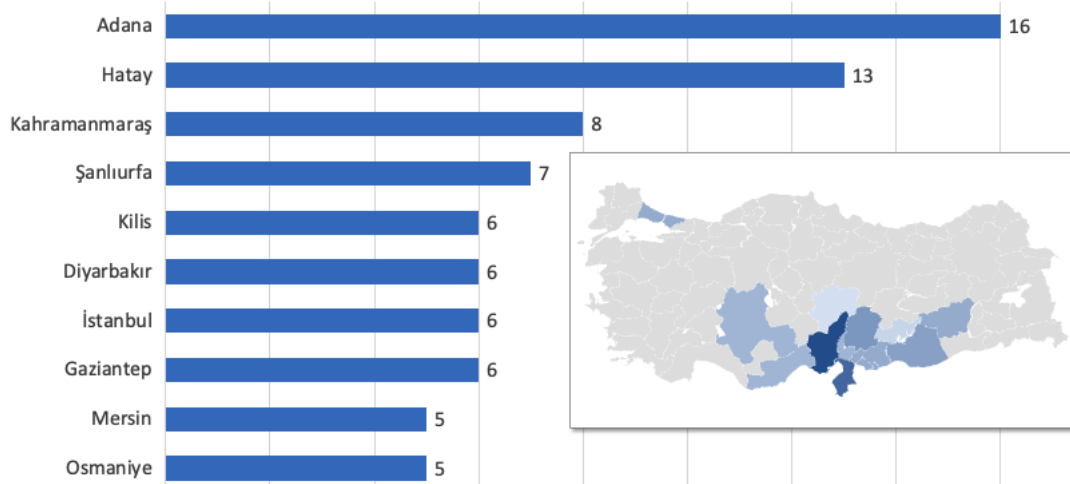 Adana 16
Hatay 13
Kahramanmaraş 8
Şanlıurfa 7
Kilis 6
Diyarbakır 6
İstanbul 6
Gaziantep 6
Mersin 5
Osmaniye 5